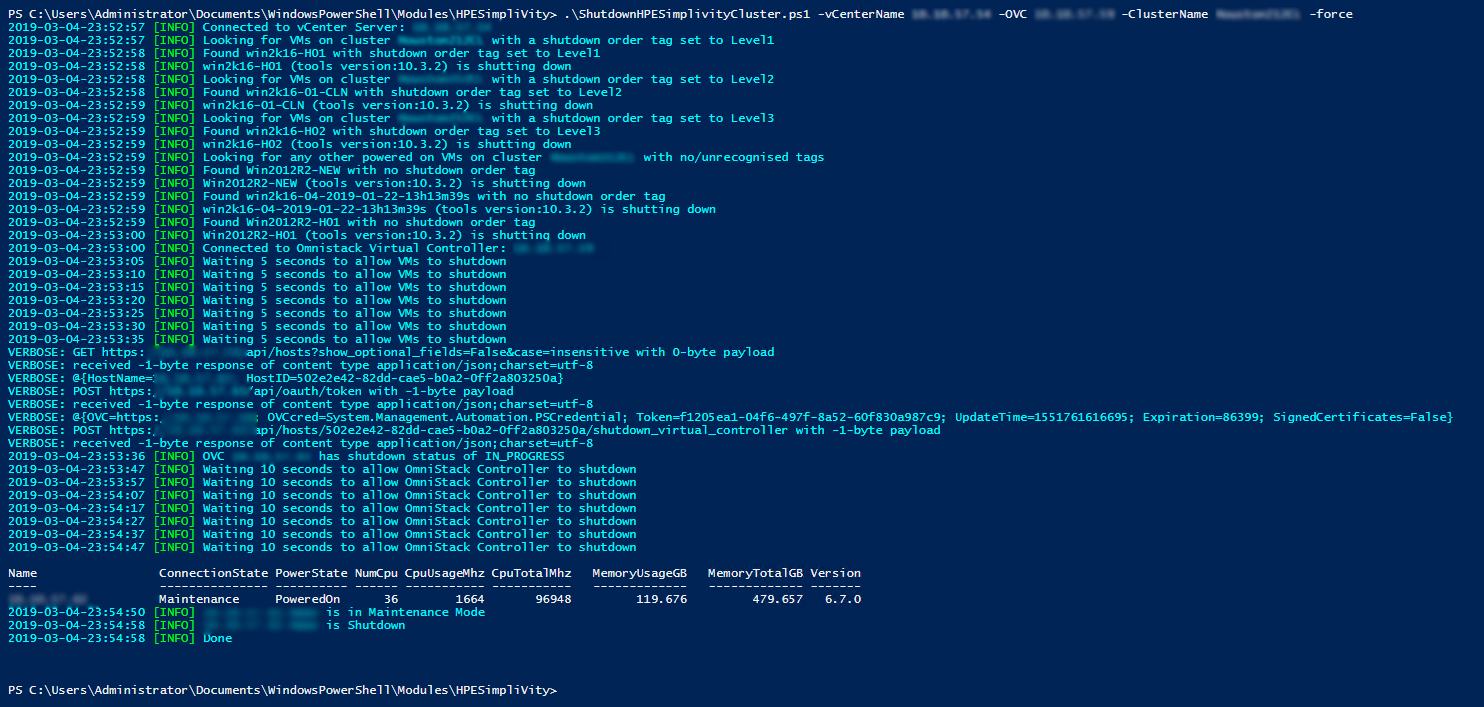 PS C:\Users\Administrator\Documents\WindowsPowerShell\Modules\HPESimpliVity> .\ShutdownHPESimplivityCluster.ps1 -vCenterName -OVC -ClusterName -force
2019-03-04-23:52:57 [INFO] Connected to vCenter Server:
2019-03-04-23:52:57 [INFO] Looking for VMs on cluster with a shutdown order tag set to Level1
2019-03-04-23:52:58 [INFO] Found win2k16-H01 with shutdown order tag set to Level1
2019-03-04-23:52:58 [INFO] win2k16-H01 (tools version:10.3.2) is shutting down
2019-03-04-23:52:58 [INFO] Looking for VMs on cluster with a shutdown order tag set to Level2
2019-03-04-23:52:58 [INFO] Found win2k16-01-CLN with shutdown order tag set to Level2
2019-03-04-23:52:59 [INFO] win2k16-01-CLN (tools version:10.3.2) is shutting down
2019-03-04-23:52:59 [INFO] Looking for VMs on cluster with a shutdown order tag set to Level3
2019-03-04-23:52:59 [INFO] Found win2k16-H02 with shutdown order tag set to Level3
2019-03-04-23:52:59 [INFO] win2k16-H02 (tools version:10.3.2) is shutting down
2019-03-04-23:52:59 [INFO] Looking for any other powered on VMs on cluster with no/unrecognised tags
2019-03-04-23:52:59 [INFO] Found Win2012R2-NEW with no shutdown order tag
2019-03-04-23:52:59 [INFO] Win2012R2-NEW (tools version:10.3.2) is shutting down
2019-03-04-23:52:59 [INFO] Found win2k16-04-2019-01-22-13h13m39s with no shutdown order tag
2019-03-04-23:52:59 [INFO] win2k16-04-2019-01-22-13h13m39s (tools version:10.3.2) is shutting down
2019-03-04-23:52:59 [INFO] Found Win2012R2-H01 with no shutdown order tag
2019-03-04-23:53:00 [INFO] Win2012R2-H01 (tools version:10.3.2) is shutting down
2019-03-04-23:53:00 [INFO] Connected to Omnistack Virtual Controller:
2019-03-04-23:53:05 [INFO] Waiting 5 seconds to allow VMs to shutdown
2019-03-04-23:53:10 [INFO] Waiting 5 seconds to allow VMs to shutdown
2019-03-04-23:53:15 [INFO] Waiting 5 seconds to allow VMs to shutdown
2019-03-04-23:53:20 [INFO] Waiting 5 seconds to allow VMs to shutdown
2019-03-04-23:53:25 [INFO] Waiting 5 seconds to allow VMs to shutdown
2019-03-04-23:53:30 [INFO] Waiting 5 seconds to allow VMs to shutdown
2019-03-04-23:53:35 [INFO] Waiting 5 seconds to allow VMs to shutdown
VERBOSE: GET https: api/hosts?show_optional_fields=False&case=insensitive with 0-byte payload
VERBOSE: received -1-byte response of content type application/json;charset=utf-8
VERBOSE: @{HostName= HostID=502e2e42-82dd-cae5-b0a2-0ff2a803250a}
VERBOSE: POST https: /api/oauth/token with -1-byte payload
VERBOSE: received -1-byte response of content type application/json;charset=utf-8
VERBOSE: @{OVC=https: ; OVCcred=System.Management.Automation.PSCredential; Token=f1205ea1-04f6-497f-8a52-60f830a987c9; UpdateTime=1551761616695; Expiration=86399; SignedCertificates=False}
VERBOSE: POST https: api/hosts/502e2e42-82dd-cae5-b0a2-0ff2a803250a/shutdown_virtual_controller with -1-byte payload
VERBOSE: received -1-byte response of content type application/json;charset=utf-8
2019-03-04-23:53:36 [INFO] OVC has shutdown status of IN_PROGRESS
2019-03-04-23:53:47 [INFO] Waiting 10 seconds to allow OmniStack Controller to shutdown
2019-03-04-23:53:57 [INFO] Waiting 10 seconds to allow OmniStack Controller to shutdown
2019-03-04-23:54:07 [INFO] Waiting 10 seconds to allow OmniStack Controller to shutdown
2019-03-04-23:54:17 [INFO] Waiting 10 seconds to allow OmniStack Controller to shutdown
2019-03-04-23:54:27 [INFO] Waiting 10 seconds to allow OmniStack Controller to shutdown
2019-03-04-23:54:37 [INFO] Waiting 10 seconds to allow OmniStack Controller to shutdown
2019-03-04-23:54:47 [INFO] Waiting 10 seconds to allow OmniStack Controller to shutdown
Name ConnectionState PowerState NumCpu CpuUsageMhz CpuTotalMhz MemoryUsageGB MemoryTotalGB Version
---- --------------- ---------- ------ ----------- ----------- ------------- ------------- -------
Maintenance PoweredOn 36 1664 96948 119.676 479.657 6.7.0
2019-03-04-23:54:50 [INFO] is in Maintenance Mode
2019-03-04-23:54:58 [INFO] is Shutdown
2019-03-04-23:54:58 [INFO] Done
PS C:\Users\Administrator\Documents\WindowsPowerShell\Modules\HPESimpliVity>